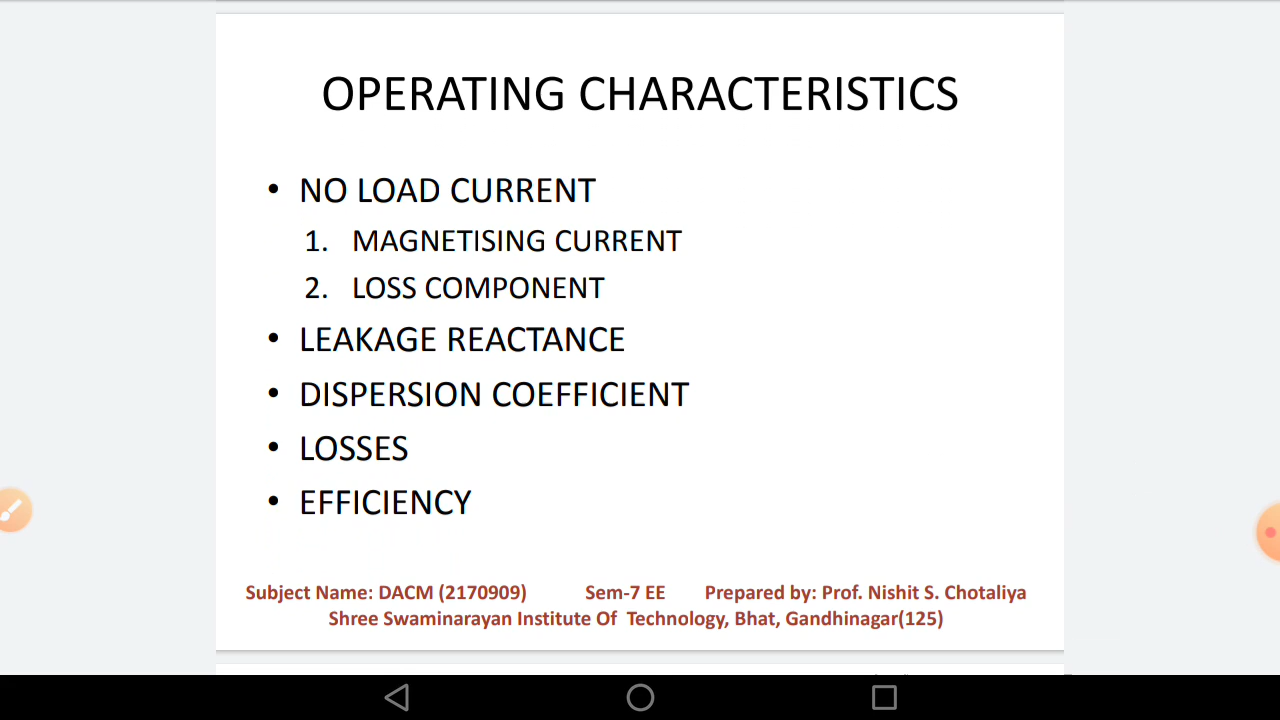 OPERATING CHARACTERISTICS
• NO LOAD CURRENT
1. MAGNETISING CURRENT
2. LOSS COMPONENT
• LEAKAGE REACTANCE
• DISPERSION COEFFICIENT
• LOSSES
• EFFICIENCY
Subject Name: DACM (2170909) Sem-7 EE Prepared by: Prof. Nishit S. Chotaliya
Shree Swaminarayan Institute Of Technology, Bhat, Gandhinagar(125)